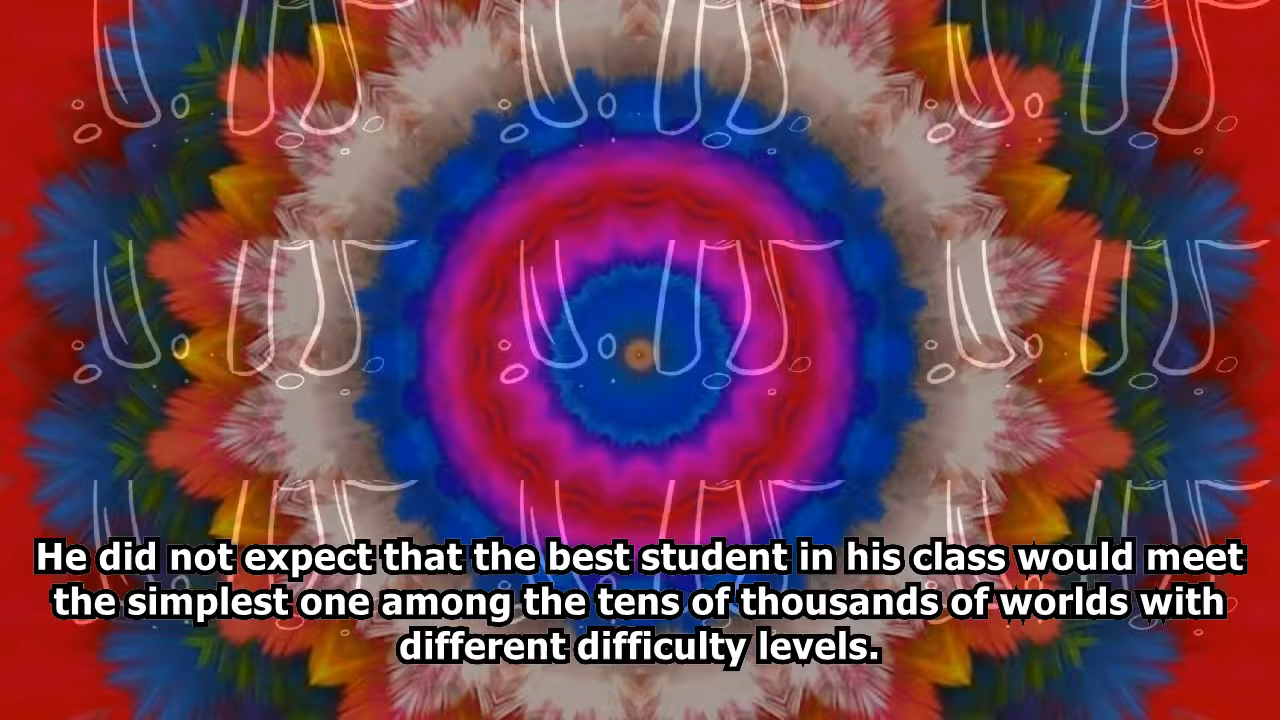 He did not expect that the best student in his class would meet
the simplest one among the tens of thousands of worlds with
different difficulty levels.